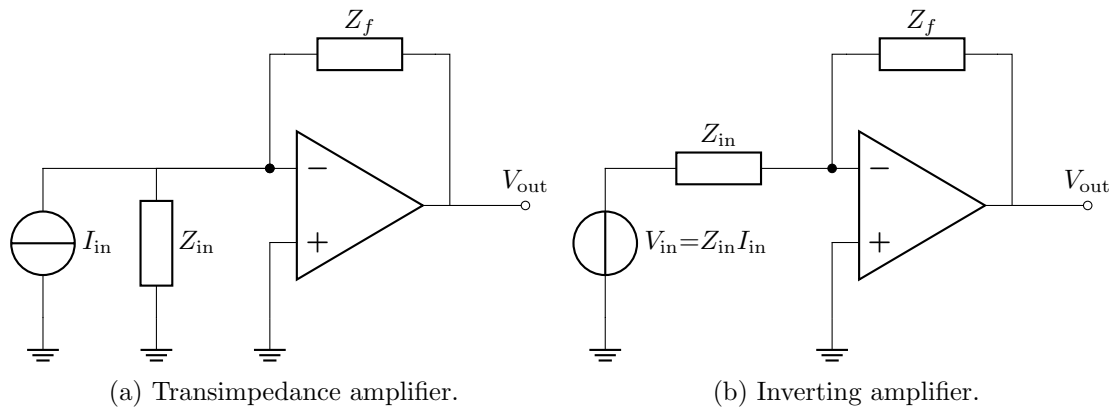 Z_f
Z_in
V_out
I_in
Z_in
−
+
(a) Transimpedance amplifier.
Z_f
V_out
V_in=Z_in I_in
−
+
(b) Inverting amplifier.